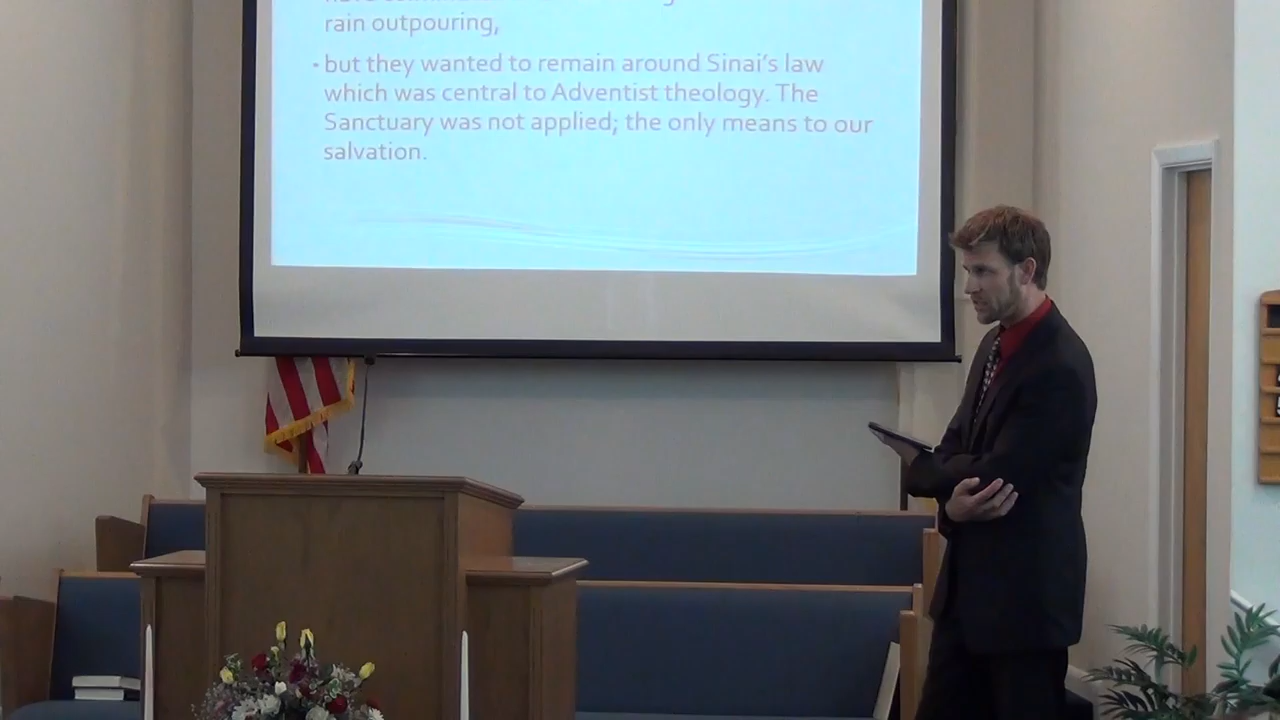 rain outpouring,
- but they wanted to remain around Sinai's law
which was central to Adventist theology. The
Sanctuary was not applied; the only means to our
salvation.